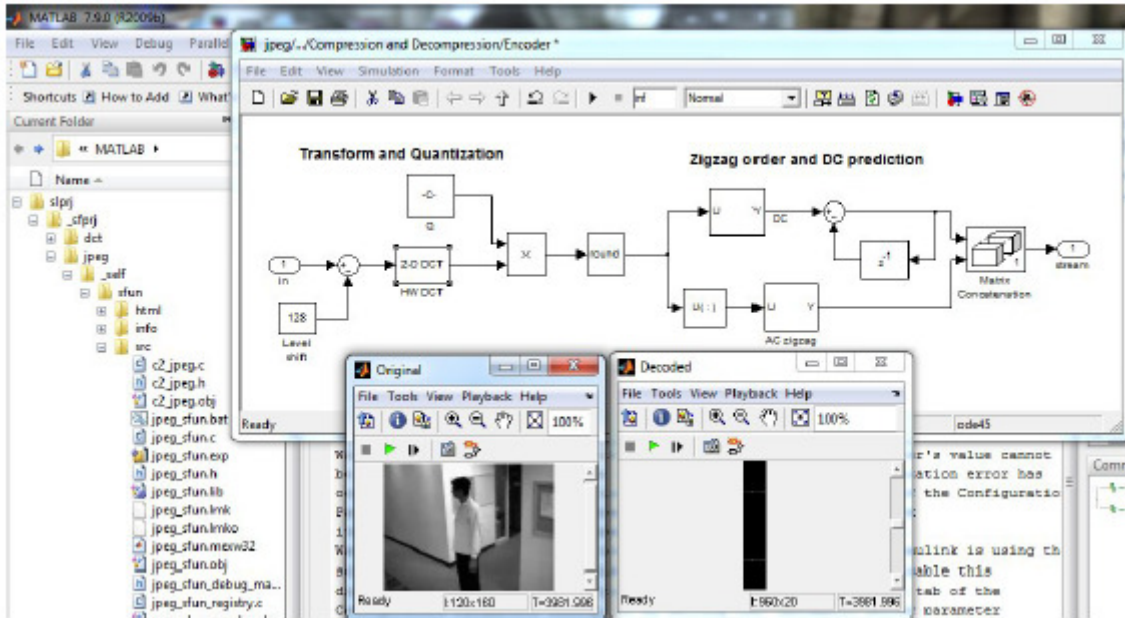 MATLAB 7.9.0 (R2009b)
File Edit View Debug Parallel
Shortcuts How to Add What'
Current Folder
« MATLAB
Name
slprj
_sfprj
dct
jpeg
_self
sfun
html
info
src
c2_jpeg.c
c2_jpeg.h
c2_jpeg.obj
jpeg_sfun.bat
jpeg_sfun.c
jpeg_sfun.exp
jpeg_sfun.h
jpeg_sfun.lib
jpeg_sfun.lmk
jpeg_sfun.lmko
jpeg_sfun.mexw32
jpeg_sfun.obj
jpeg_sfun_debug_ma...
jpeg_sfun_registry.c
jpeg/.../Compression and Decompression/Encoder *
File Edit View Simulation Format Tools Help
inf Normal
Transform and Quantization
Zigzag order and DC prediction
-C-
Q
1
in
128
Level
shift
2-D DCT
HW DCT
X
round
U Y
DC
z-1
U( : )
U Y
AC zigzag
1
Matrix
Concatenation
1
stream
Ready
ode45
Original
File Tools View Playback Help
100%
Ready I:120x160 T=3981.996
Decoded
File Tools View Playback Help
100%
Ready I:960x20 T=3981.996
r's value cannot
ation error has
the Configuratio
ulink is using th
able this
tab of the
parameter
Comm